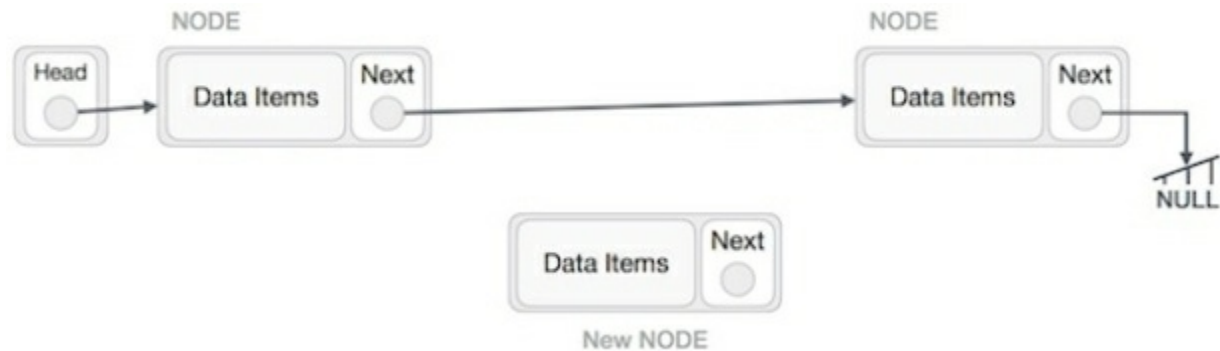 NODE
NODE
Head
Data Items
Next
Data Items
Next
NULL
Data Items
Next
New NODE